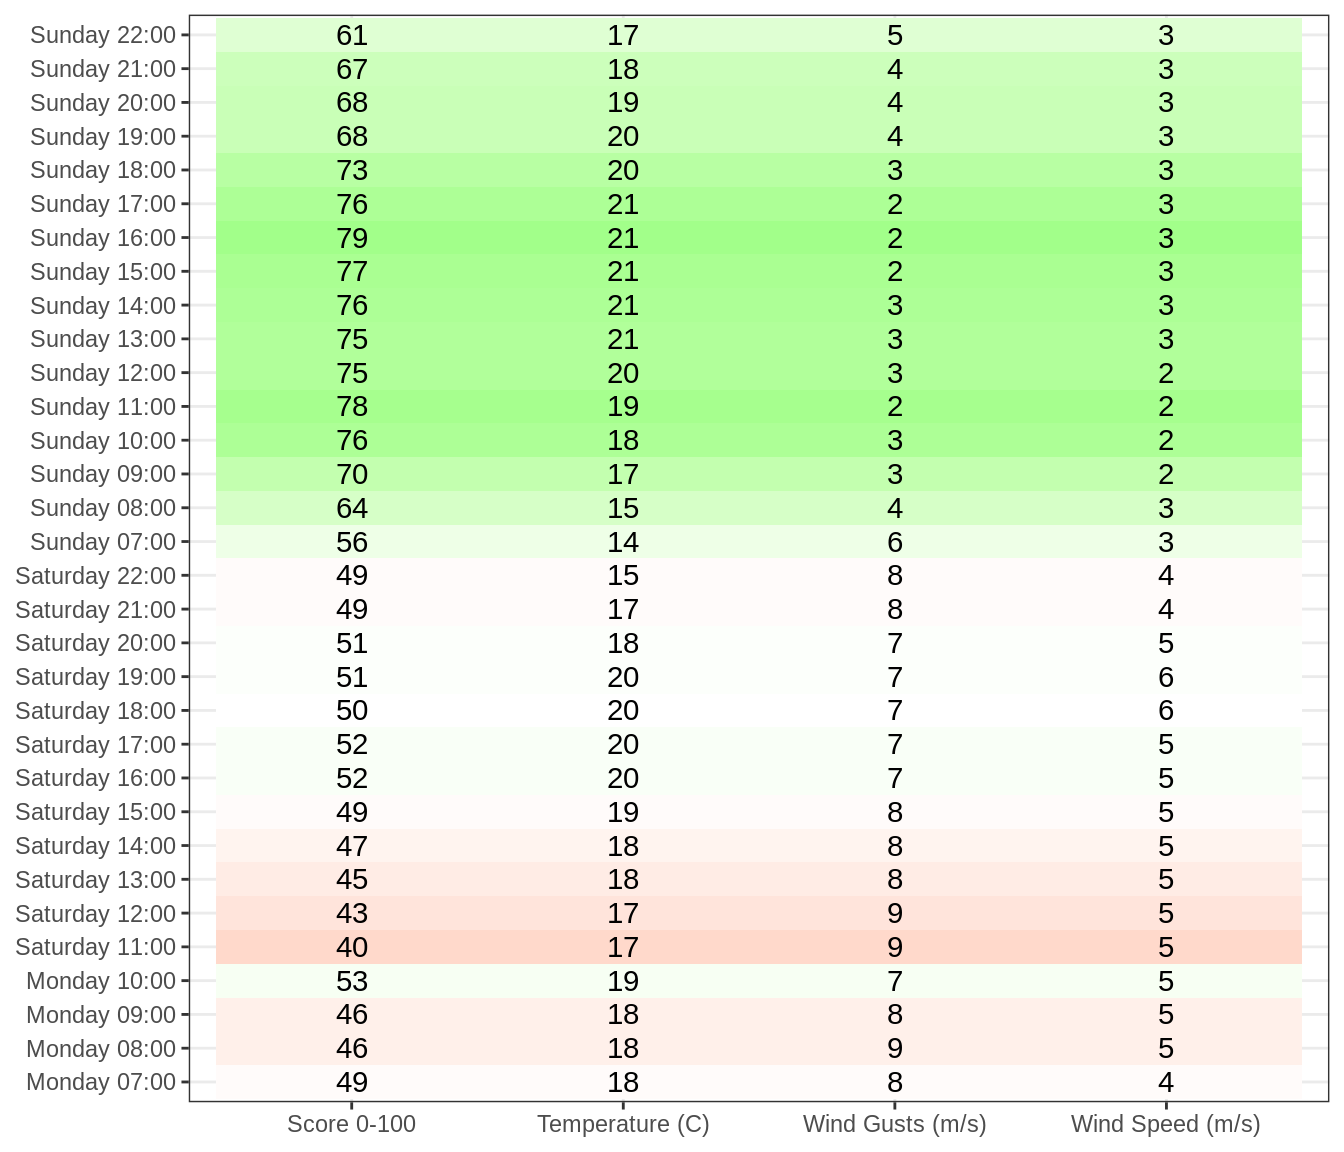 Sunday 22:00 61 17 5 3
Sunday 21:00 67 18 4 3
Sunday 20:00 68 19 4 3
Sunday 19:00 68 20 4 3
Sunday 18:00 73 20 3 3
Sunday 17:00 76 21 2 3
Sunday 16:00 79 21 2 3
Sunday 15:00 77 21 2 3
Sunday 14:00 76 21 3 3
Sunday 13:00 75 21 3 3
Sunday 12:00 75 20 3 2
Sunday 11:00 78 19 2 2
Sunday 10:00 76 18 3 2
Sunday 09:00 70 17 3 2
Sunday 08:00 64 15 4 3
Sunday 07:00 56 14 6 3
Saturday 22:00 49 15 8 4
Saturday 21:00 49 17 8 4
Saturday 20:00 51 18 7 5
Saturday 19:00 51 20 7 6
Saturday 18:00 50 20 7 6
Saturday 17:00 52 20 7 5
Saturday 16:00 52 20 7 5
Saturday 15:00 49 19 8 5
Saturday 14:00 47 18 8 5
Saturday 13:00 45 18 8 5
Saturday 12:00 43 17 9 5
Saturday 11:00 40 17 9 5
Monday 10:00 53 19 7 5
Monday 09:00 46 18 8 5
Monday 08:00 46 18 9 5
Monday 07:00 49 18 8 4
Score 0-100 Temperature (C) Wind Gusts (m/s) Wind Speed (m/s)